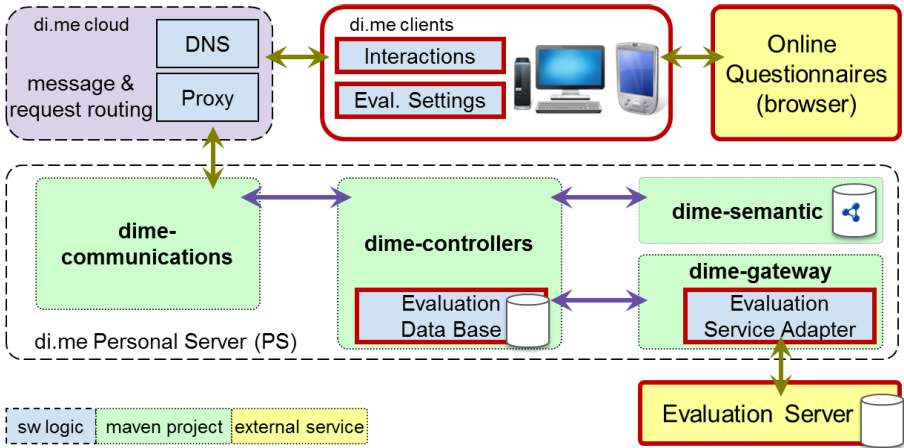 di.me cloud
DNS
message &
request routing
Proxy
di.me clients
Interactions
Eval. Settings
Online
Questionnaires
(browser)
dime-
communications
dime-controllers
Evaluation
Data Base
dime-semantic
dime-gateway
Evaluation
Service Adapter
di.me Personal Server (PS)
Evaluation Server
sw logic
maven project
external service